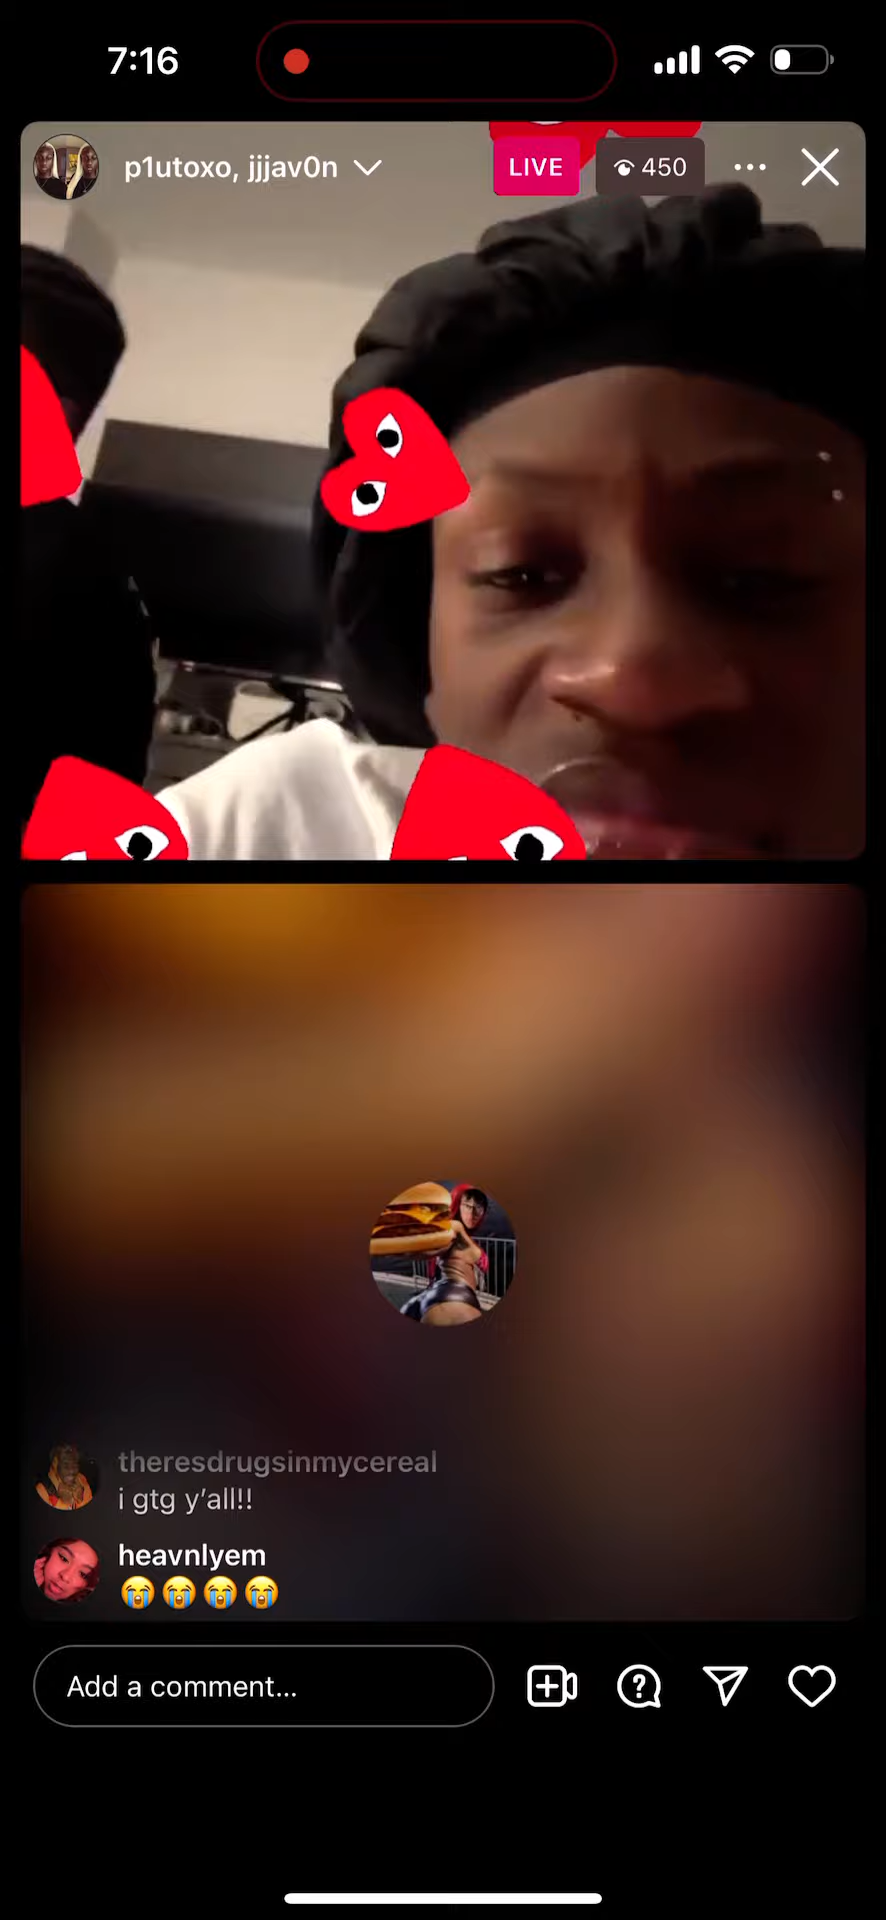 7:16
p1utoxo, jjjav0n
LIVE
450
theresdrugsinmycereal
i gtg y’all!!
heavnlyem
😭😭😭😭
Add a comment...